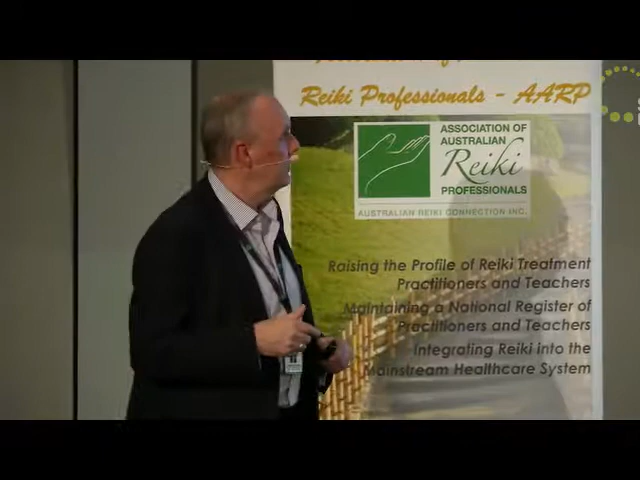 Reiki Professionals - AARP
ASSOCIATION OF
AUSTRALIAN
Reiki
PROFESSIONALS
AUSTRALIAN REIKI CONNECTION INC.
Raising the Profile of Reiki Treatment
Practitioners and Teachers
Maintaining a National Register of
Practitioners and Teachers
Integrating Reiki into the
Mainstream Healthcare System